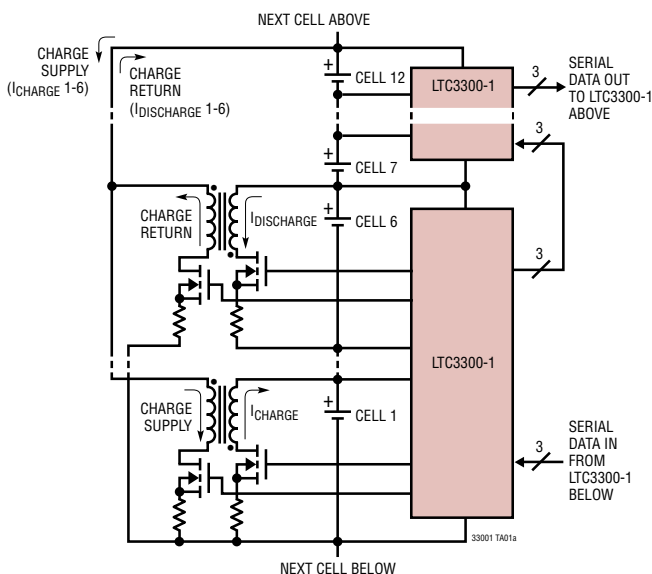 NEXT CELL ABOVE
CHARGE
SUPPLY
(ICHARGE 1-6)
CHARGE
RETURN
(IDISCHARGE 1-6)
+
CELL 12
LTC3300-1
3
SERIAL
DATA OUT
TO LTC3300-1
ABOVE
3
+
CELL 7
CHARGE
RETURN
IDISCHARGE
+
CELL 6
3
LTC3300-1
CHARGE
SUPPLY
ICHARGE
+
CELL 1
3
SERIAL
DATA IN
FROM
LTC3300-1
BELOW
33001 TA01a
NEXT CELL BELOW